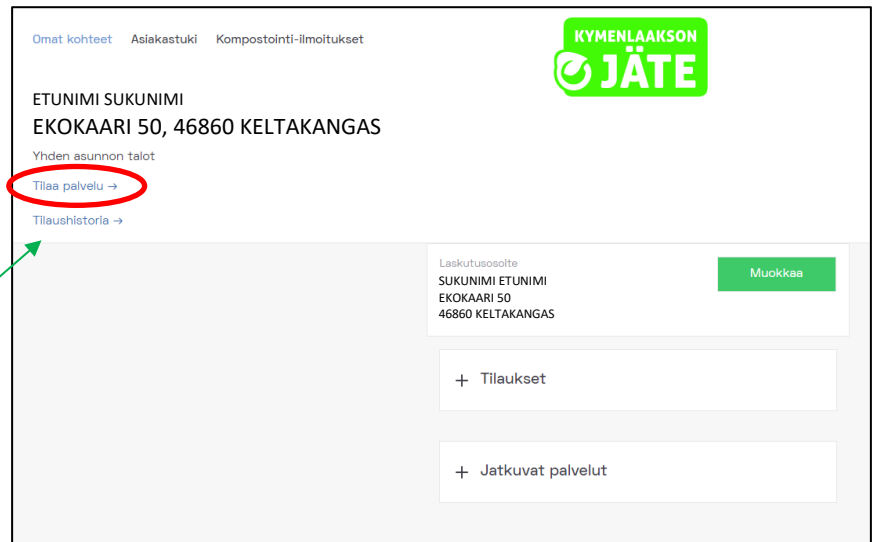 Omat kohteet Asiakastuki Kompostointi-ilmoitukset
KYMENLAAKSON
JÄTE
ETUNIMI SUKUNIMI
EKOKAARI 50, 46860 KELTAKANGAS
Yhden asunnon talot
Tilaa palvelu →
Tilaushistoria →
Laskutusosoite
SUKUNIMI ETUNIMI
EKOKAARI 50
46860 KELTAKANGAS
Muokkaa
+ Tilaukset
+ Jatkuvat palvelut